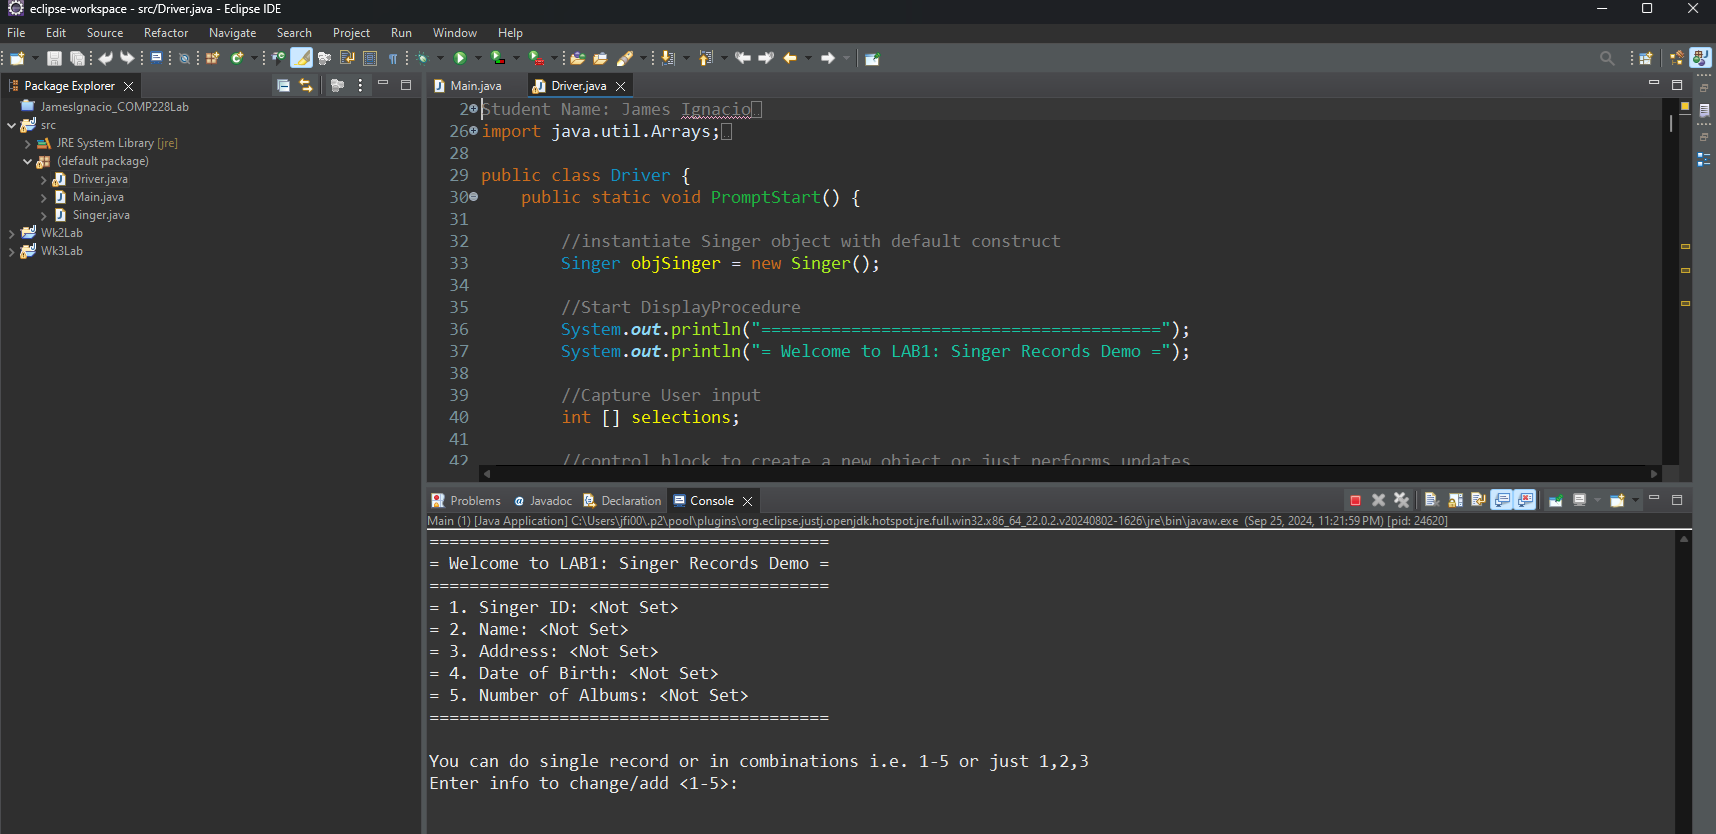 eclipse-workspace - src/Driver.java - Eclipse IDE
File Edit Source Refactor Navigate Search Project Run Window Help
Package Explorer
JamesIgnacio_COMP228Lab
src
JRE System Library [jre]
(default package)
Driver.java
Main.java
Singer.java
Wk2Lab
Wk3Lab
Main.java Driver.java
2 Student Name: James Ignacio
26 import java.util.Arrays;
28
29 public class Driver {
30 public static void PromptStart() {
31
32 //instantiate Singer object with default construct
33 Singer objSinger = new Singer();
34
35 //Start DisplayProcedure
36 System.out.println("========================================");
37 System.out.println("= Welcome to LAB1: Singer Records Demo =");
38
39 //Capture User input
40 int [] selections;
41
42 //control block to create a new object or just performs updates
Problems Javadoc Declaration Console
Main (1) [Java Application] C:\Users\jfi00\.p2\pool\plugins\org.eclipse.justj.openjdk.hotspot.jre.full.win32.x86_64_22.0.2.v20240802-1626\jre\bin\javaw.exe (Sep 25, 2024, 11:21:59 PM) [pid: 24620]
========================================
= Welcome to LAB1: Singer Records Demo =
========================================
= 1. Singer ID: <Not Set>
= 2. Name: <Not Set>
= 3. Address: <Not Set>
= 4. Date of Birth: <Not Set>
= 5. Number of Albums: <Not Set>
========================================
You can do single record or in combinations i.e. 1-5 or just 1,2,3
Enter info to change/add <1-5>: